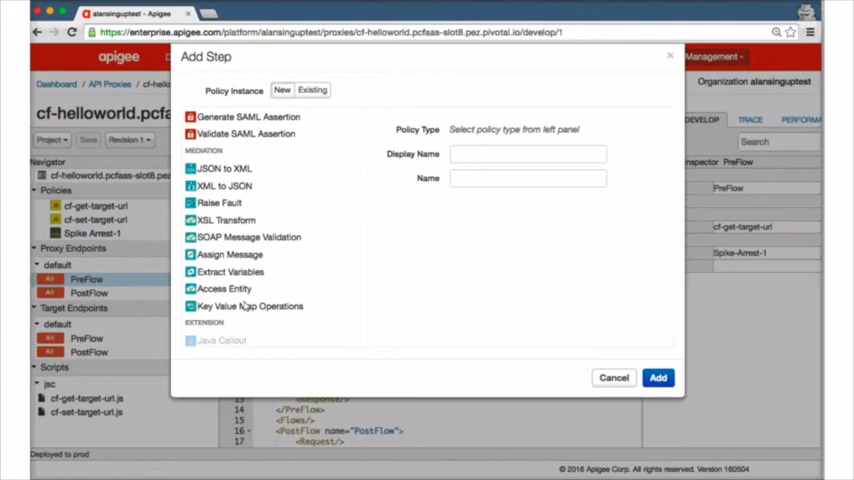 alansinguptest - Apigee
https://enterprise.apigee.com/platform/alansinguptest/proxies/cf-helloworld.pcfaas-slot8.pez.pivotal.io/develop/1
apigee
Management
Dashboard / API Proxies / cf-hello
Organization alansinguptest
cf-helloworld.pcfa
DEVELOP TRACE PERFORMA
Project Save Revision 1
Search
Navigator
Inspector PreFlow
cf-helloworld.pcfaas-slot8.pez
Policies
cf-get-target-url
cf-set-target-url
Spike Arrest-1
Proxy Endpoints
default
All PreFlow
All PostFlow
Target Endpoints
default
All PreFlow
All PostFlow
Scripts
jsc
cf-get-target-url.js
cf-set-target-url.js
Deployed to prod
Add Step
×
Policy Instance New Existing
Generate SAML Assertion
Validate SAML Assertion
MEDIATION
JSON to XML
XML to JSON
Raise Fault
XSL Transform
SOAP Message Validation
Assign Message
Extract Variables
Access Entity
Key Value Map Operations
EXTENSION
Java Callout
Policy Type Select policy type from left panel
Display Name
Name
Cancel Add
PreFlow
cf-get-target-url
Spike-Arrest-1
<Response/>
14 </PreFlow>
15 <Flows/>
16 <PostFlow name="PostFlow">
17 <Request/>
© 2016 Apigee Corp. All rights reserved. Version 160504